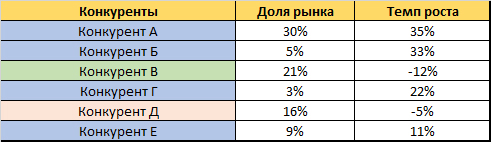 Конкуренты Доля рынка Темп роста
Конкурент А 30% 35%
Конкурент Б 5% 33%
Конкурент В 21% -12%
Конкурент Г 3% 22%
Конкурент Д 16% -5%
Конкурент Е 9% 11%